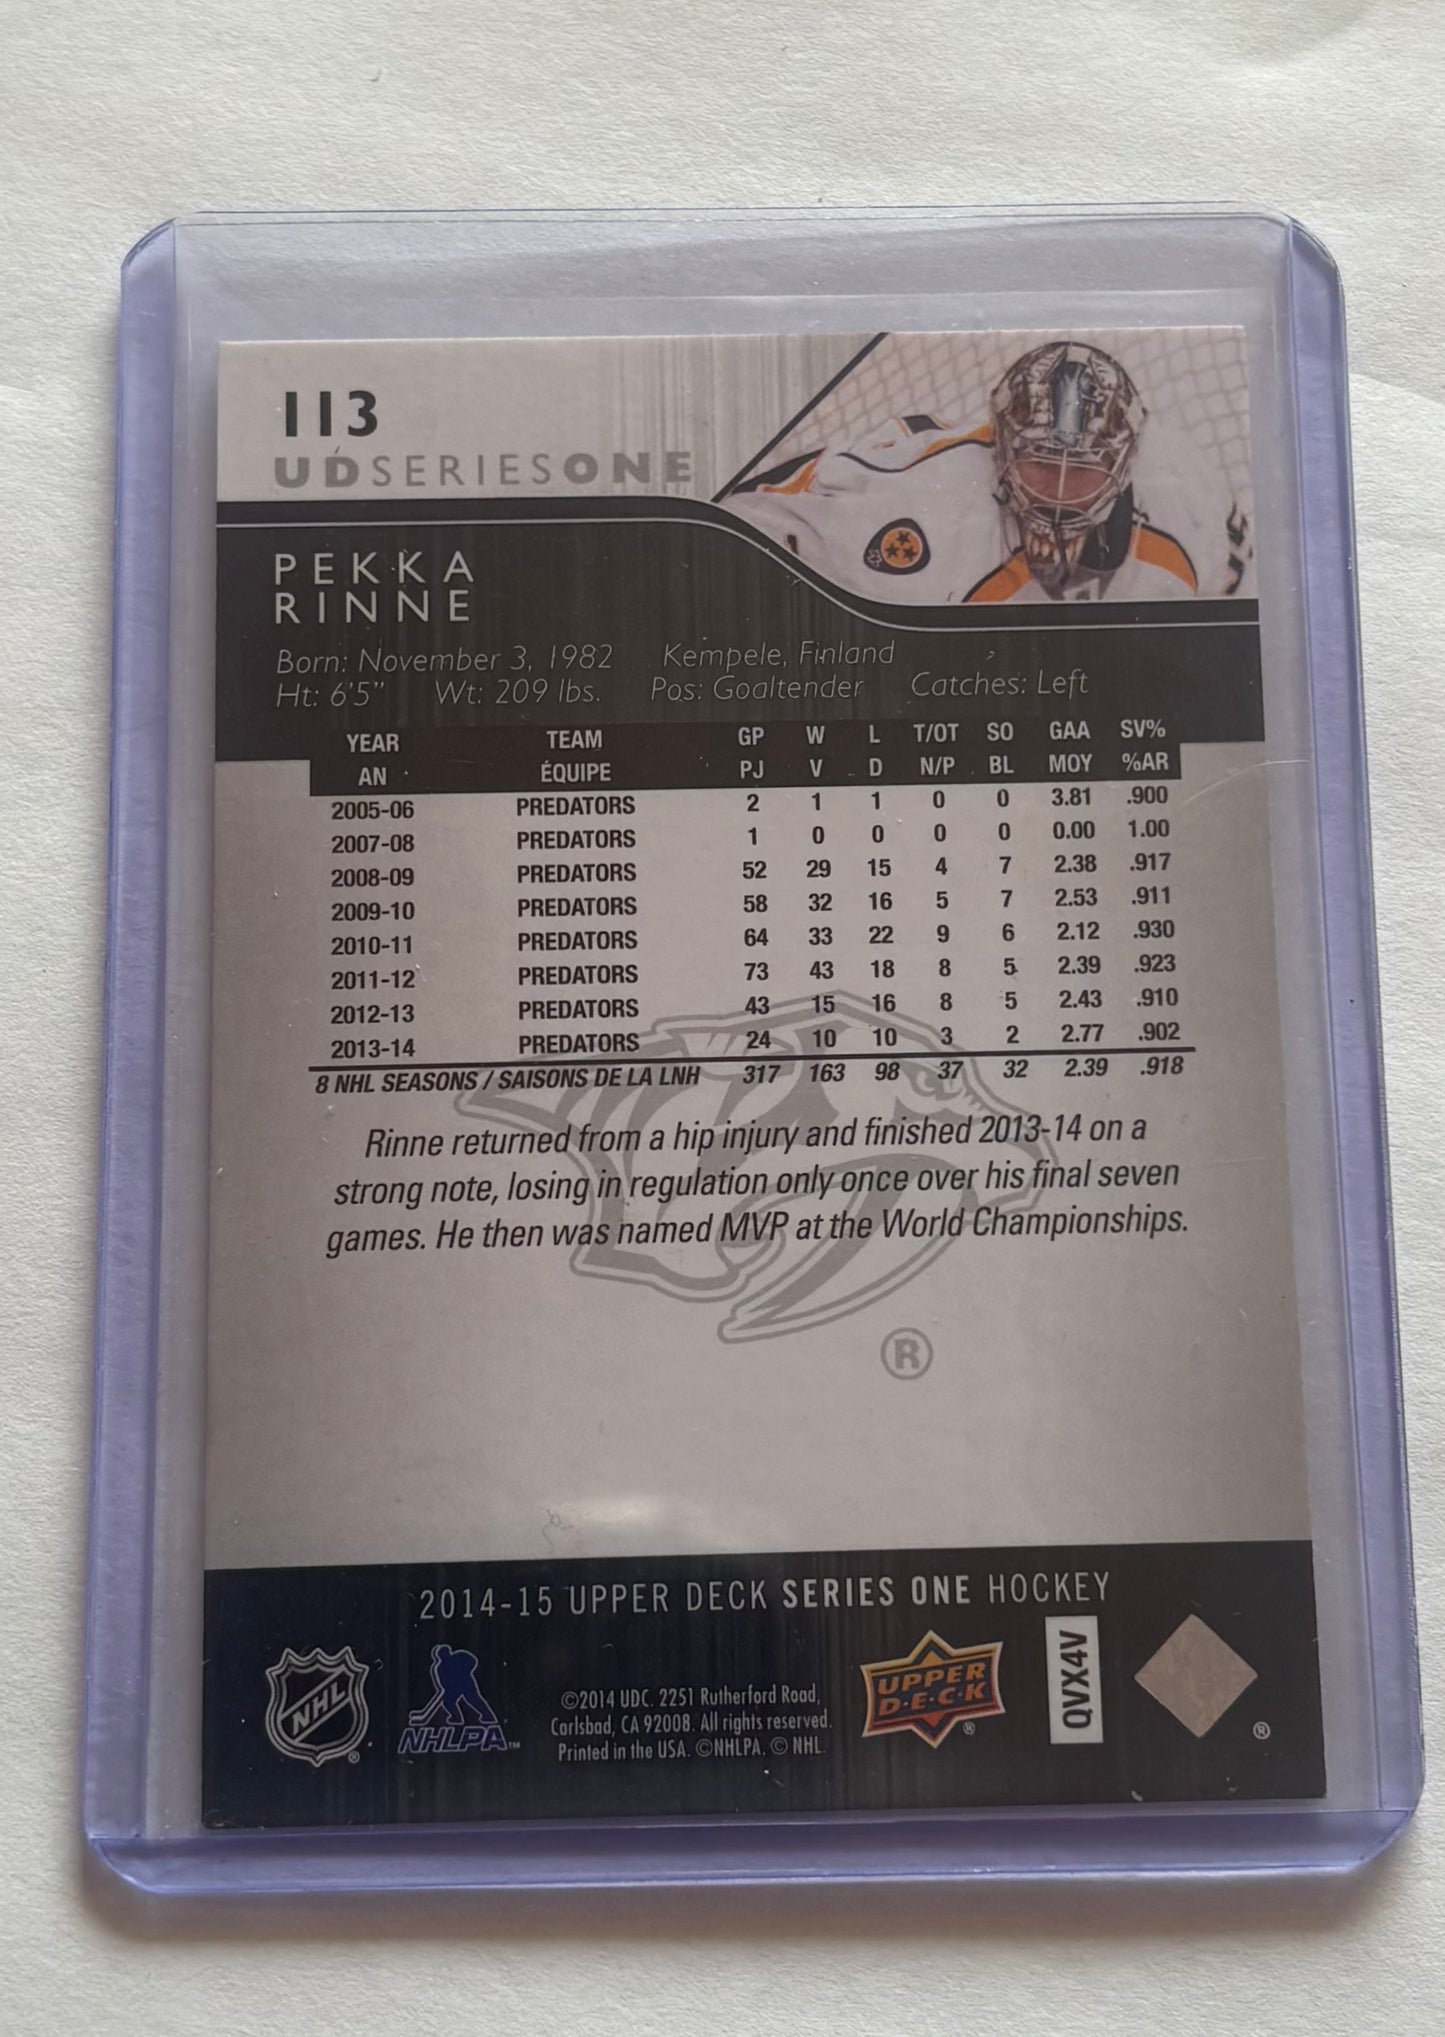 113
UD SERIES ONE
PEKKA
RINNE
Born: November 3, 1982 Kempele, Finland
Ht: 6'5" Wt: 209 lbs. Pos: Goaltender Catches: Left
YEAR TEAM GP W L T/OT SO GAA SV%
AN ÉQUIPE PJ V D N/P BL MOY %AR
2005-06 PREDATORS 2 1 1 0 0 3.81 .900
2007-08 PREDATORS 1 0 0 0 0 0.00 1.00
2008-09 PREDATORS 52 29 15 4 7 2.38 .917
2009-10 PREDATORS 58 32 16 5 7 2.53 .911
2010-11 PREDATORS 64 33 22 9 6 2.12 .930
2011-12 PREDATORS 73 43 18 8 5 2.39 .923
2012-13 PREDATORS 43 15 16 8 5 2.43 .910
2013-14 PREDATORS 24 10 10 3 2 2.77 .902
8 NHL SEASONS / SAISONS DE LA LNH 317 163 98 37 32 2.39 .918
Rinne returned from a hip injury and finished 2013-14 on a
strong note, losing in regulation only once over his final seven
games. He then was named MVP at the World Championships.
®
2014-15 UPPER DECK SERIES ONE HOCKEY
NHL ®
NHLPA™
©2014 UDC. 2251 Rutherford Road,
Carlsbad, CA 92008. All rights reserved.
Printed in the USA. ©NHLPA. © NHL.
UPPER
D·E·C·K ®
QVX4V
®